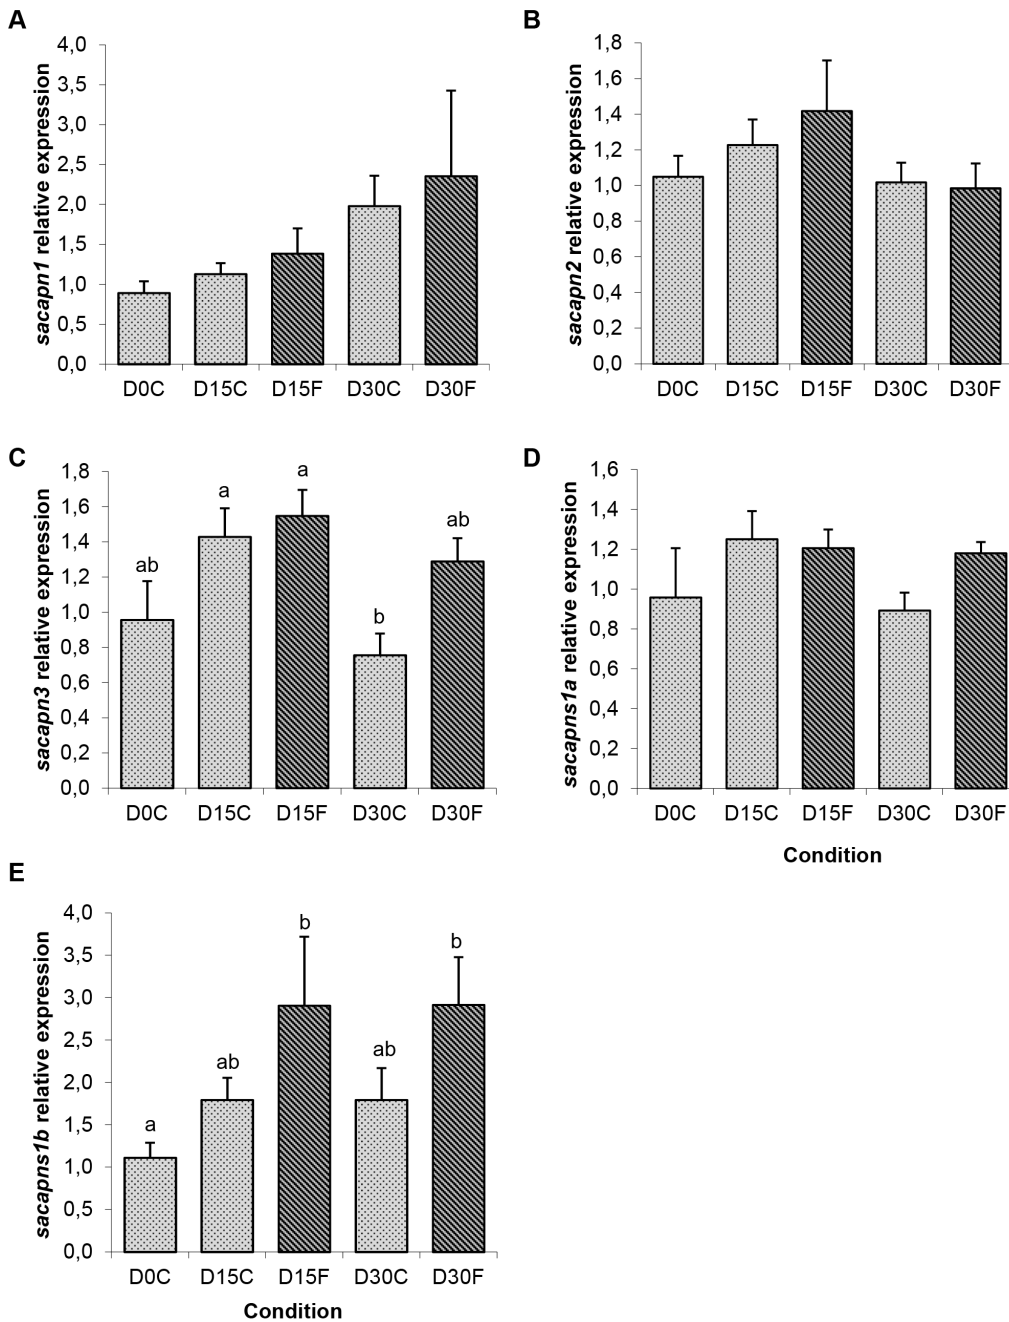 A
sacapn1 relative expression
4,0
3,5
3,0
2,5
2,0
1,5
1,0
0,5
0,0
D0C D15C D15F D30C D30F
B
sacapn2 relative expression
1,8
1,6
1,4
1,2
1,0
0,8
0,6
0,4
0,2
0,0
D0C D15C D15F D30C D30F
C
sacapn3 relative expression
1,8
1,6
1,4
1,2
1,0
0,8
0,6
0,4
0,2
0,0
ab a a b ab
D0C D15C D15F D30C D30F
D
sacapns1a relative expression
1,6
1,4
1,2
1,0
0,8
0,6
0,4
0,2
0,0
D0C D15C D15F D30C D30F
Condition
E
sacapns1b relative expression
4,0
3,5
3,0
2,5
2,0
1,5
1,0
0,5
0,0
a ab b ab b
D0C D15C D15F D30C D30F
Condition